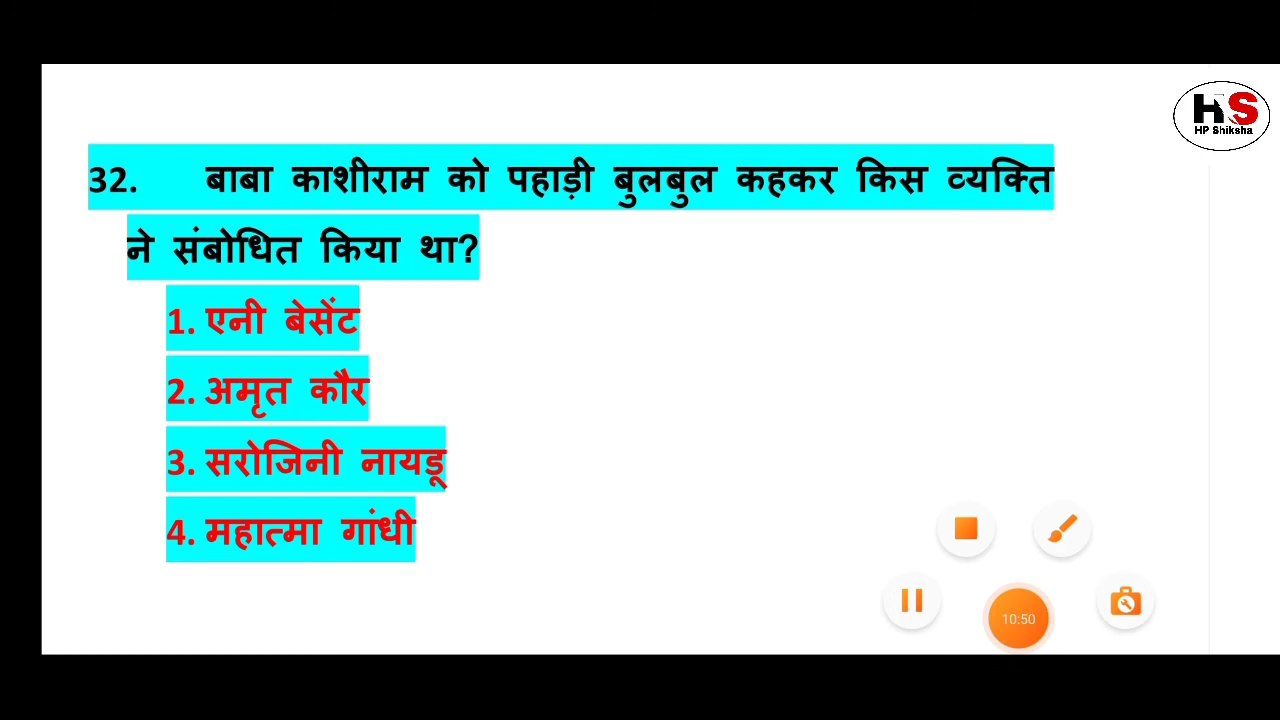 HS
HP Shiksha
32. बाबा काशीराम को पहाड़ी बुलबुल कहकर किस व्यक्ति
ने संबोधित किया था?
1. एनी बेसेंट
2. अमृत कौर
3. सरोजिनी नायडू
4. महात्मा गांधी
10:50